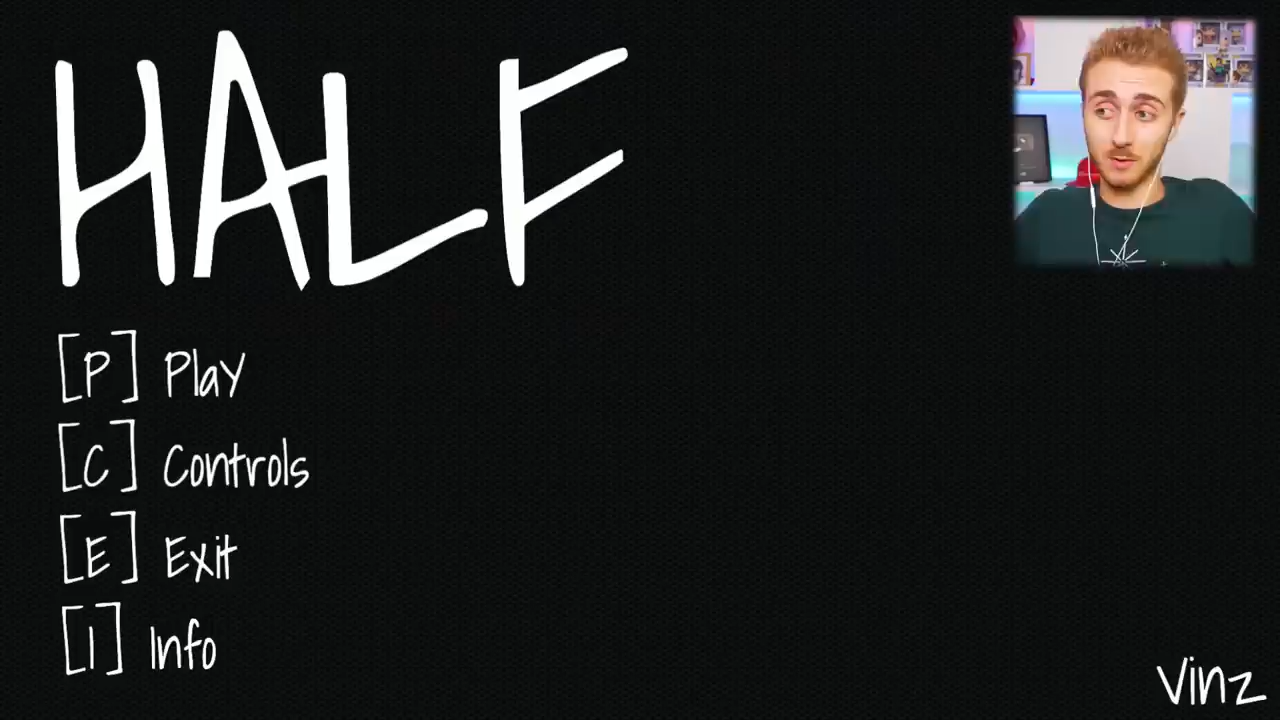 HALF
[P] Play
[C] Controls
[E] Exit
[I] Info
Vinz